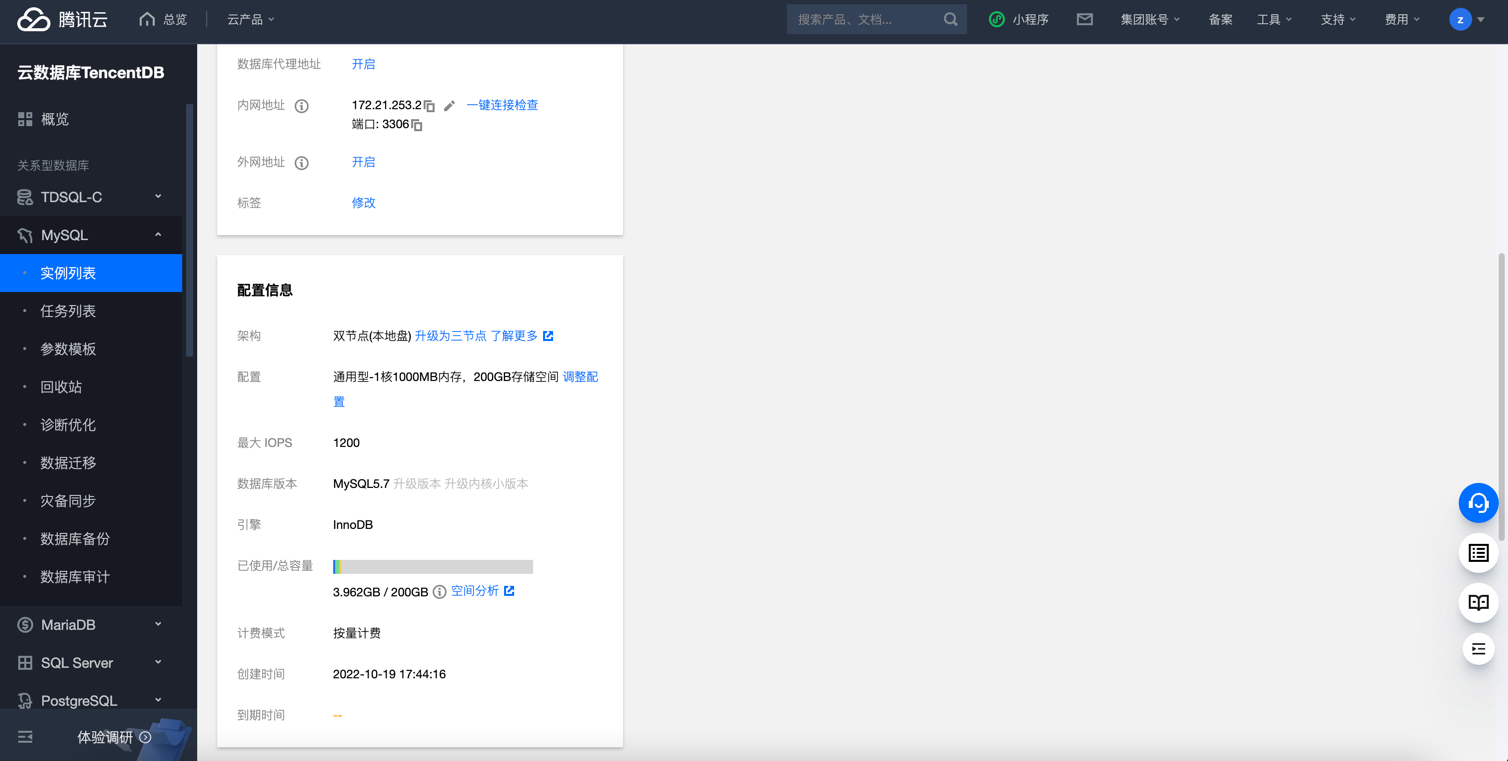 腾讯云
总览
云产品
搜索产品、文档...
小程序
集团账号
备案
工具
支持
费用
z
云数据库TencentDB
概览
关系型数据库
TDSQL-C
MySQL
实例列表
任务列表
参数模板
回收站
诊断优化
数据迁移
灾备同步
数据库备份
数据库审计
MariaDB
SQL Server
PostgreSQL
体验调研
数据库代理地址 开启
内网地址 172.21.253.2 一键连接检查
端口: 3306
外网地址 开启
标签 修改
配置信息
架构 双节点(本地盘) 升级为三节点 了解更多
配置 通用型-1核1000MB内存，200GB存储空间 调整配
置
最大 IOPS 1200
数据库版本 MySQL5.7 升级版本 升级内核小版本
引擎 InnoDB
已使用/总容量
3.962GB / 200GB 空间分析
计费模式 按量计费
创建时间 2022-10-19 17:44:16
到期时间 --